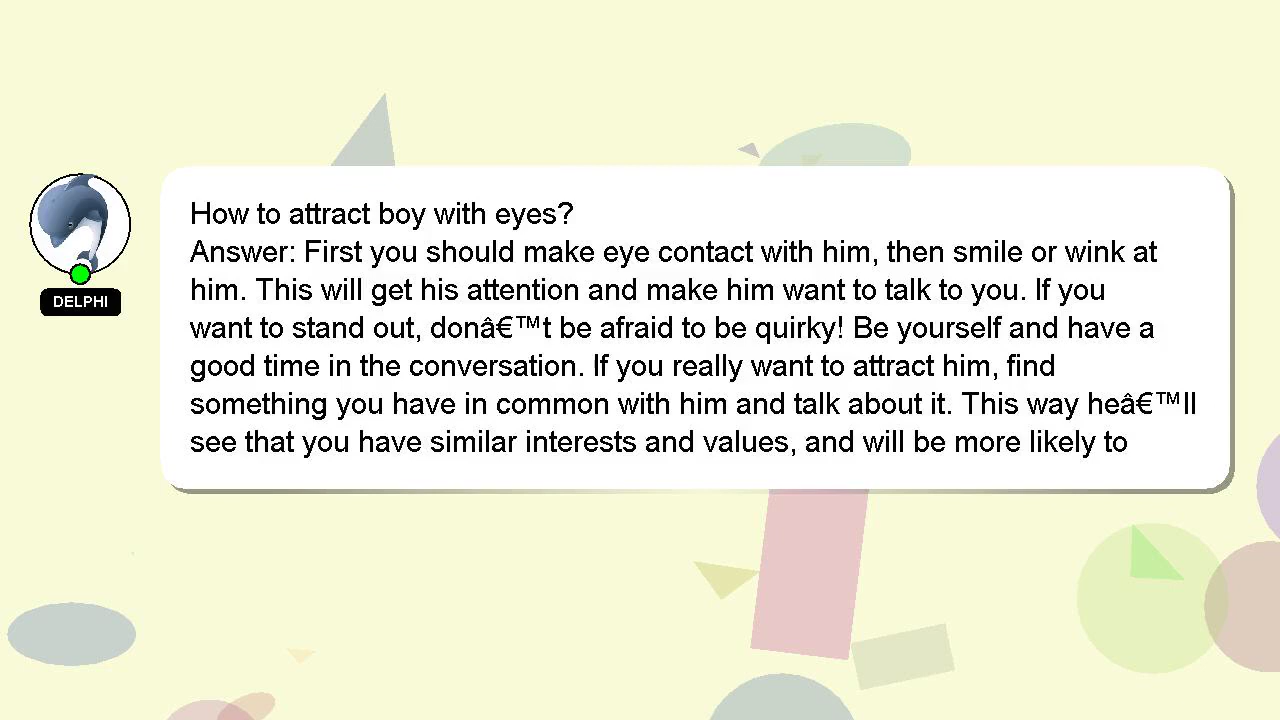 How to attract boy with eyes?
Answer: First you should make eye contact with him, then smile or wink at
him. This will get his attention and make him want to talk to you. If you
want to stand out, donâ€™t be afraid to be quirky! Be yourself and have a
good time in the conversation. If you really want to attract him, find
something you have in common with him and talk about it. This way heâ€™ll
see that you have similar interests and values, and will be more likely to
DELPHI